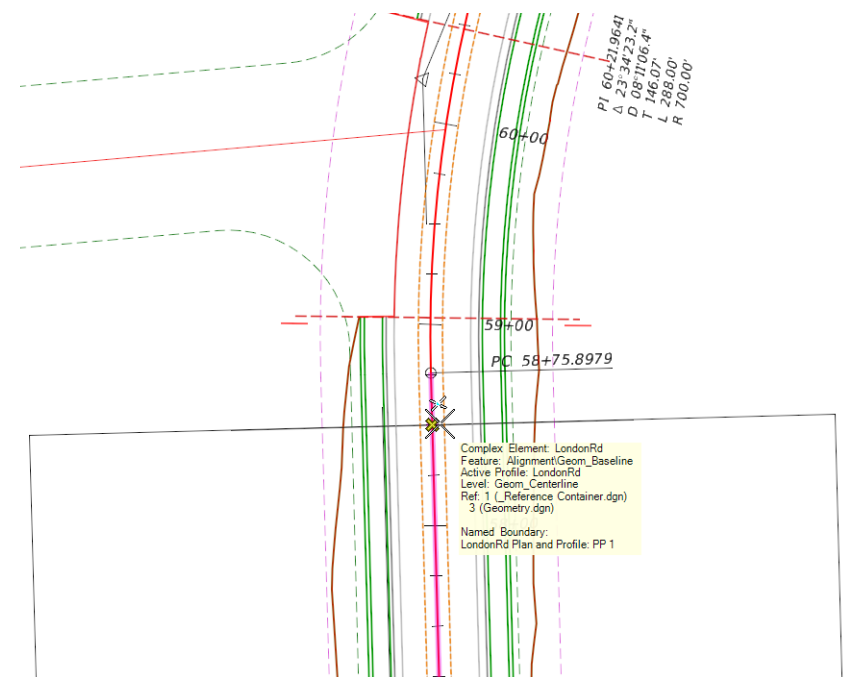 PI 60+21.9641
Δ 23°34'23.2"
D 08°11'06.4"
T 146.07'
L 288.00'
R 700.00'
60+00
59+00
PC 58+75.8979
Complex Element: LondonRd
Feature: Alignment\Geom_Baseline
Active Profile: LondonRd
Level: Geom_Centerline
Ref: 1 (_Reference Container.dgn)
3 (Geometry.dgn)
Named Boundary:
LondonRd Plan and Profile: PP 1